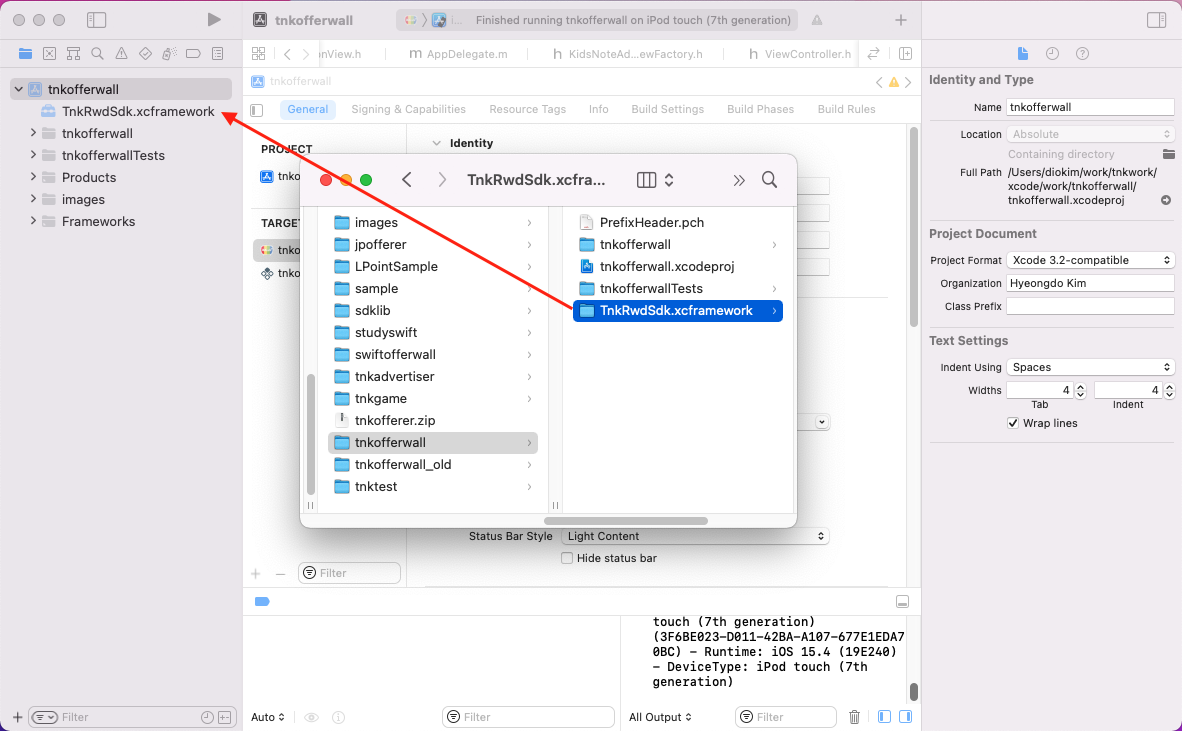 tnkofferwall
i...
Finished running tnkofferwall on iPod touch (7th generation)
inView.h
m AppDelegate.m
h KidsNoteAd...ewFactory.h
h ViewController.h
tnkofferwall
TnkRwdSdk.xcframework
tnkofferwall
tnkofferwallTests
Products
images
Frameworks
tnkofferwall
General
Signing & Capabilities
Resource Tags
Info
Build Settings
Build Phases
Build Rules
PROJECT
tnko
TARGET
tnko
tnko
Identity
TnkRwdSdk.xcfra...
images
jpofferer
LPointSample
sample
sdklib
studyswift
swiftofferwall
tnkadvertiser
tnkgame
tnkofferer.zip
tnkofferwall
tnkofferwall_old
tnktest
PrefixHeader.pch
tnkofferwall
tnkofferwall.xcodeproj
tnkofferwallTests
TnkRwdSdk.xcframework
Status Bar Style
Light Content
Hide status bar
Filter
touch (7th generation)
(3F6BE023-D011-42BA-A107-677E1EDA7
0BC) - Runtime: iOS 15.4 (19E240)
- DeviceType: iPod touch (7th
generation)
Filter
Auto
Filter
All Output
Filter
Identity and Type
Name tnkofferwall
Location Absolute
Containing directory
Full Path /Users/diokim/work/tnkwork/
xcode/work/tnkofferwall/
tnkofferwall.xcodeproj
Project Document
Project Format Xcode 3.2-compatible
Organization Hyeongdo Kim
Class Prefix
Text Settings
Indent Using Spaces
Widths 4 4
Tab Indent
Wrap lines